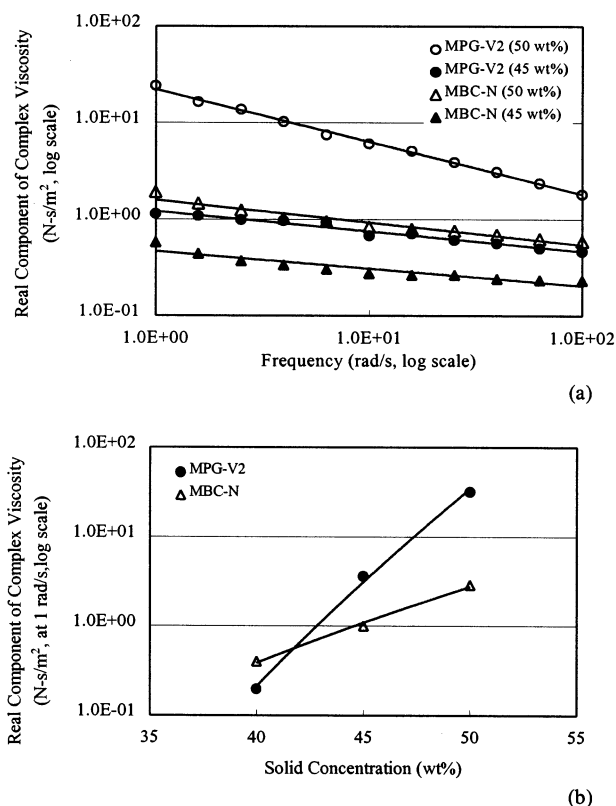 Real Component of Complex Viscosity
(N-s/m², log scale)
1.0E+02
1.0E+01
1.0E+00
1.0E-01
MPG-V2 (50 wt%)
MPG-V2 (45 wt%)
MBC-N (50 wt%)
MBC-N (45 wt%)
1.0E+00
1.0E+01
1.0E+02
Frequency (rad/s, log scale)
(a)
Real Component of Complex Viscosity
(N-s/m², at 1 rad/s,log scale)
1.0E+02
1.0E+01
1.0E+00
1.0E-01
MPG-V2
MBC-N
35
40
45
50
55
Solid Concentration (wt%)
(b)